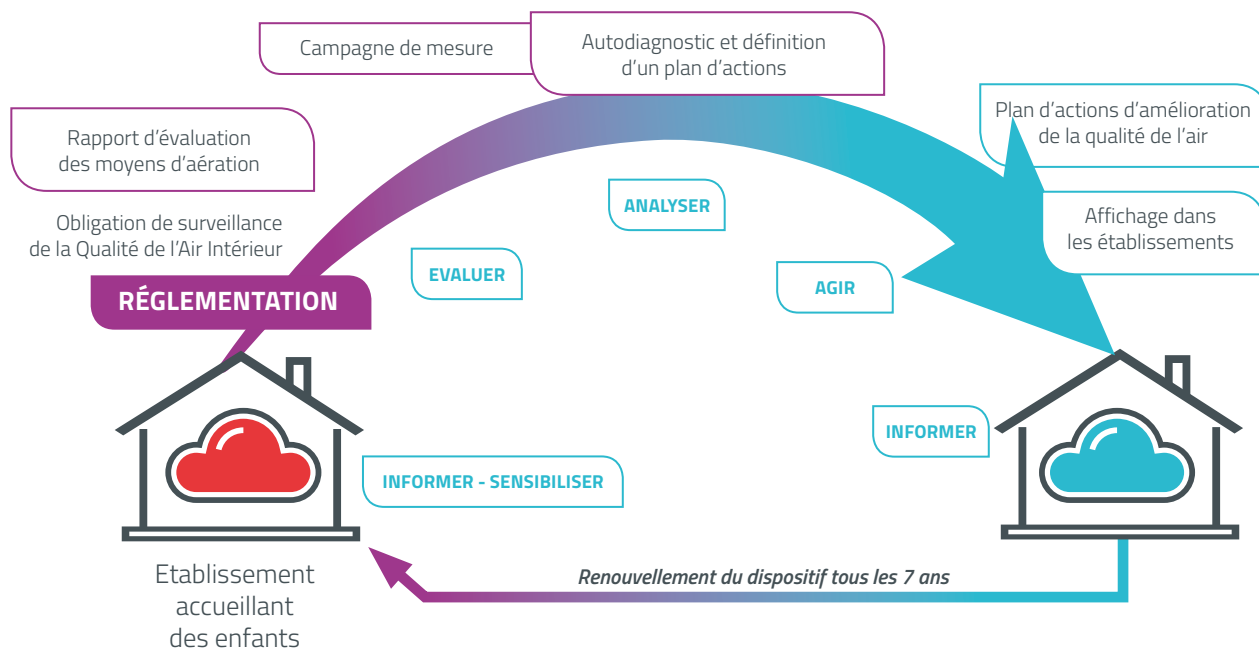 Campagne de mesure
Autodiagnostic et définition
d'un plan d'actions
Rapport d'évaluation
des moyens d'aération
Plan d'actions d'amélioration
de la qualité de l'air
Obligation de surveillance
de la Qualité de l'Air Intérieur
RÉGLEMENTATION
Affichage dans
les établissements
ANALYSER
EVALUER
AGIR
INFORMER
INFORMER - SENSIBILISER
Renouvellement du dispositif tous les 7 ans
Etablissement
accueillant
des enfants